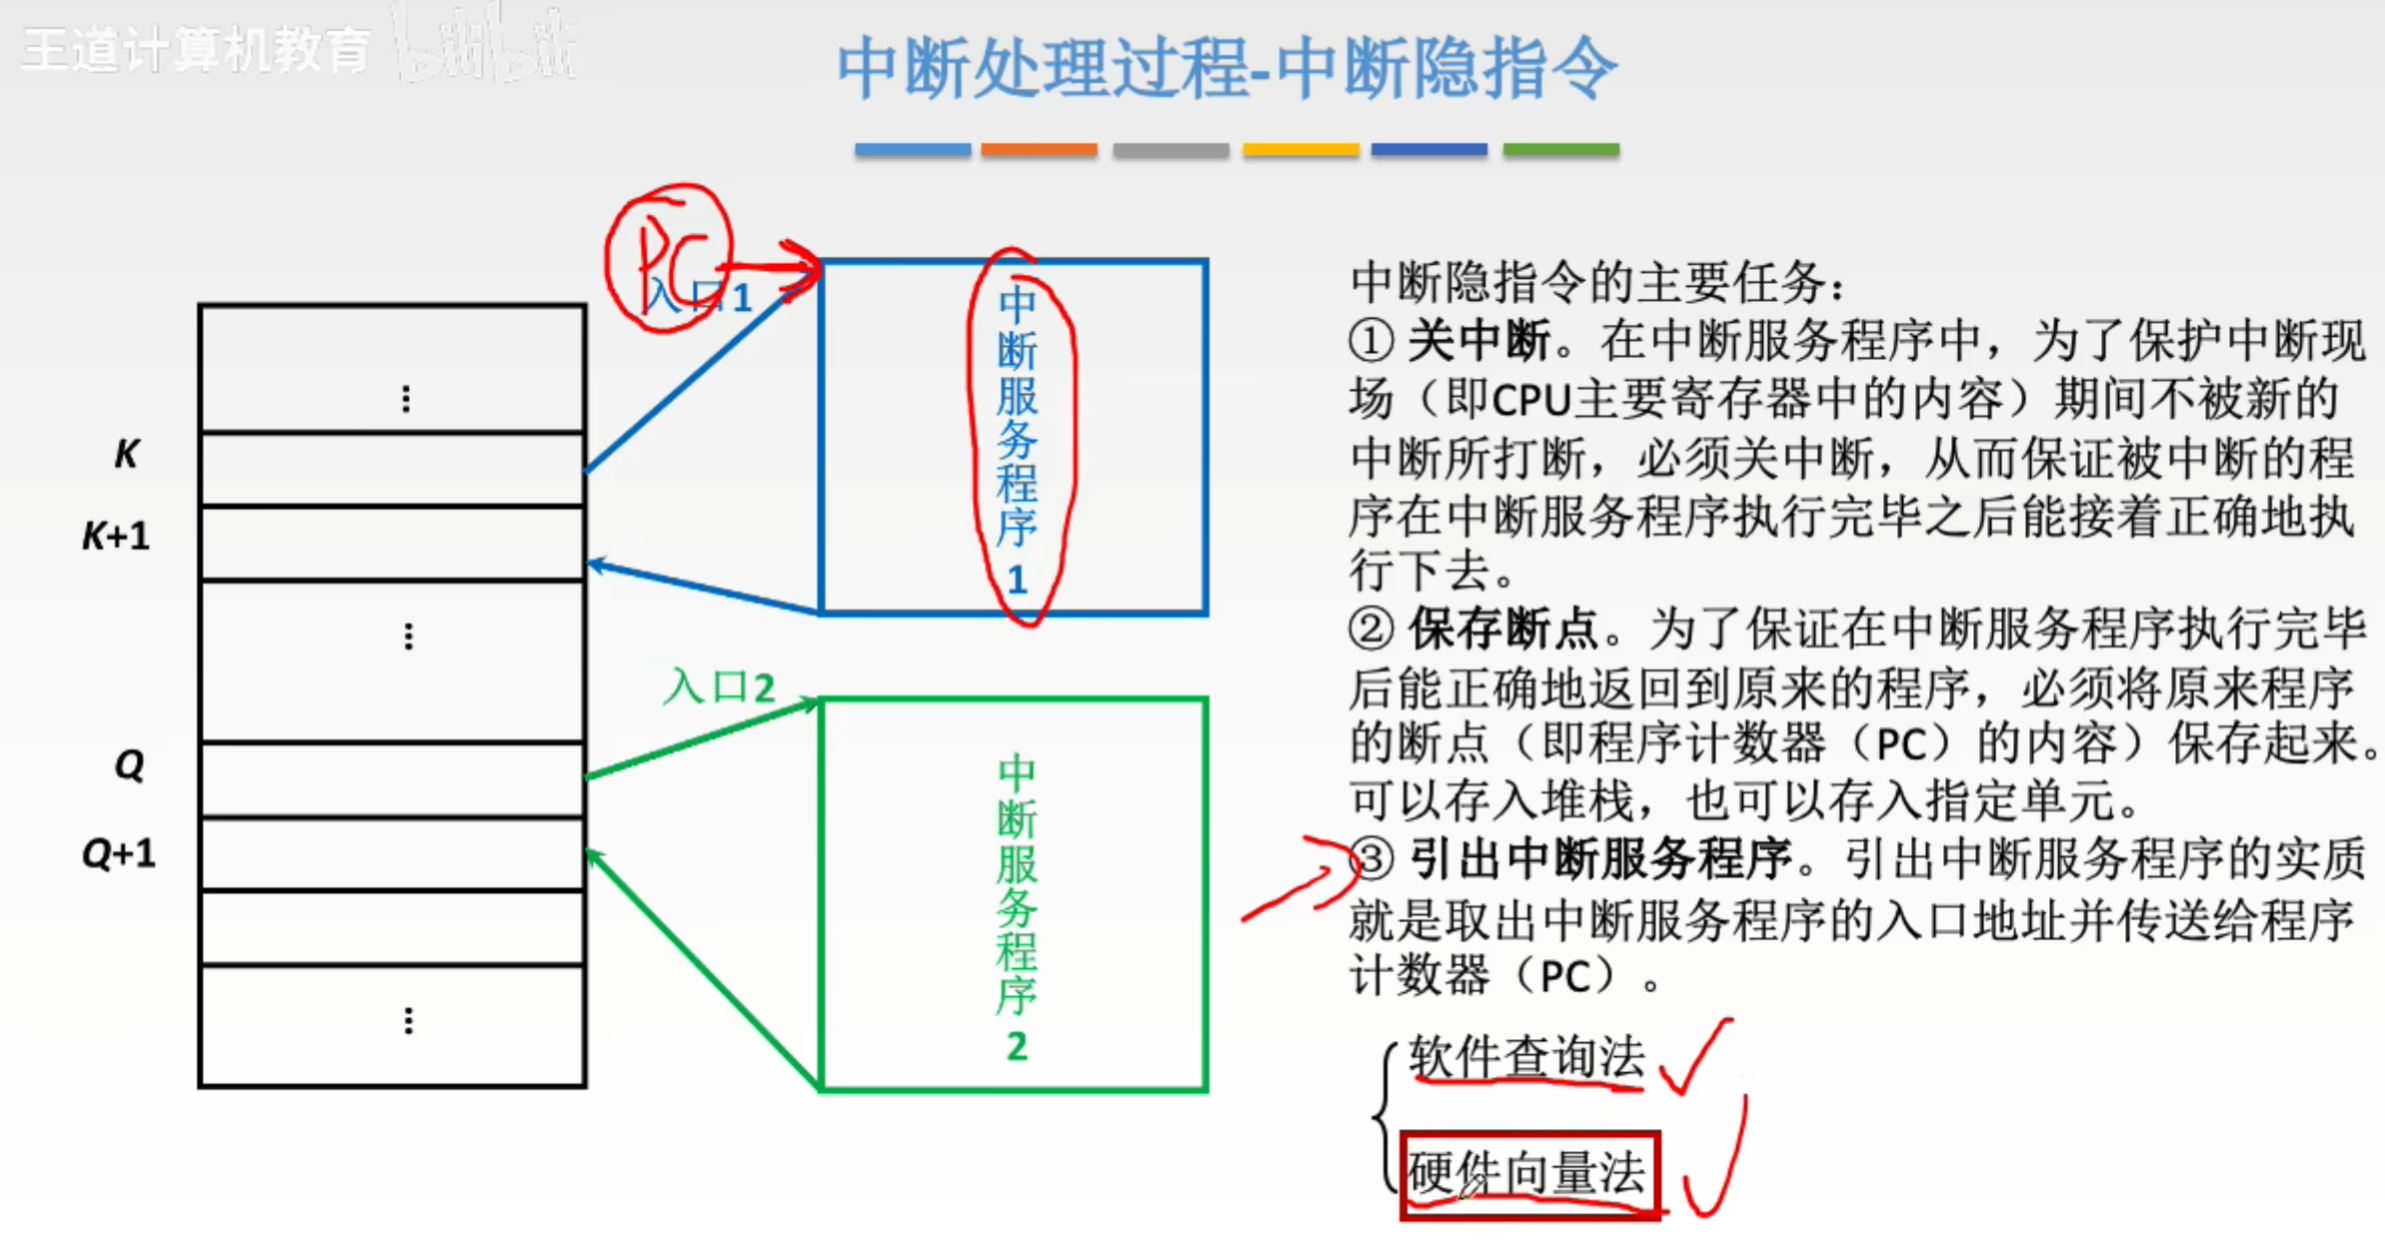 王道计算机教育 bilibili
中断处理过程-中断隐指令
PC
入口1
K
K+1
⋮
Q
Q+1
⋮
中断服务程序1
入口2
中断服务程序2
中断隐指令的主要任务：
① 关中断。在中断服务程序中，为了保护中断现
场（即CPU主要寄存器中的内容）期间不被新的
中断所打断，必须关中断，从而保证被中断的程
序在中断服务程序执行完毕之后能接着正确地执
行下去。
② 保存断点。为了保证在中断服务程序执行完毕
后能正确地返回到原来的程序，必须将原来程序
的断点（即程序计数器（PC）的内容）保存起来。
可以存入堆栈，也可以存入指定单元。
③ 引出中断服务程序。引出中断服务程序的实质
就是取出中断服务程序的入口地址并传送给程序
计数器（PC）。
软件查询法
硬件向量法